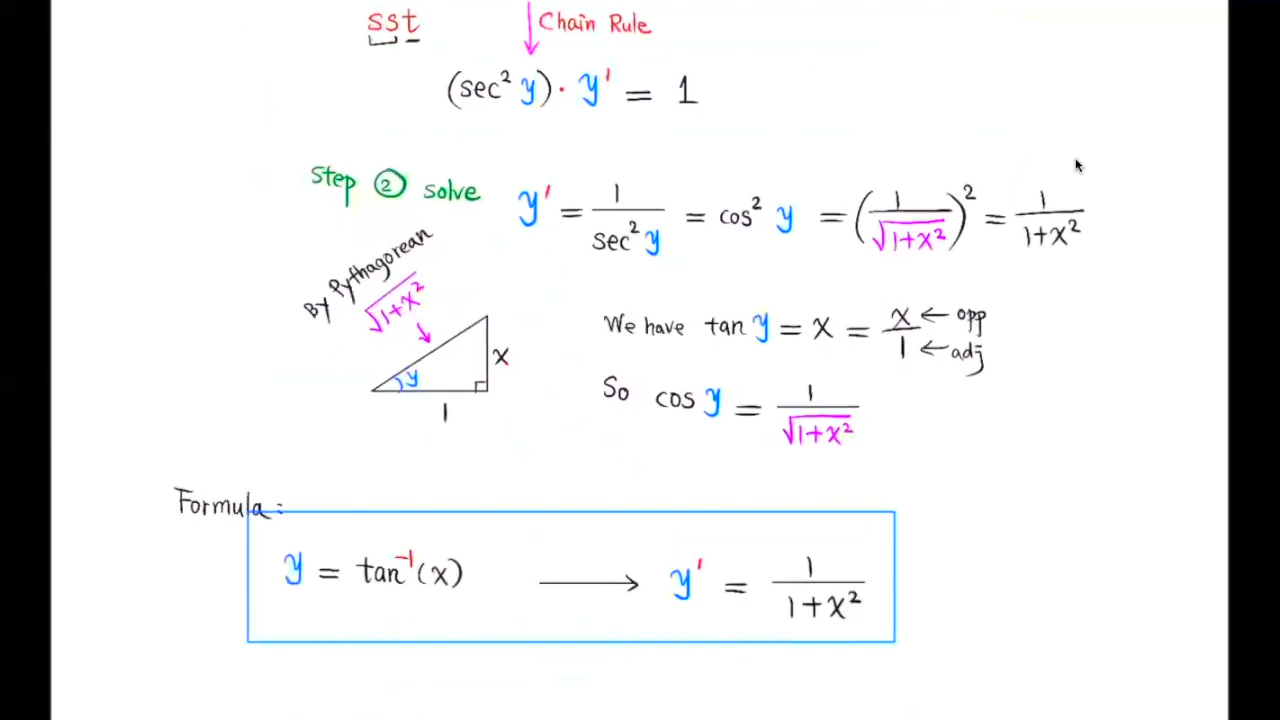 sst
Chain Rule
(sec² y) · y' = 1
Step ② solve
y' = 1/sec² y = cos² y = (1/√(1+x²))² = 1/(1+x²)
By Pythagorean
√(1+x²)
y
x
1
We have tan y = x = x/1 ← opp ← adj
So cos y = 1/√(1+x²)
Formula:
y = tan⁻¹(x) ⟶ y' = 1/(1+x²)